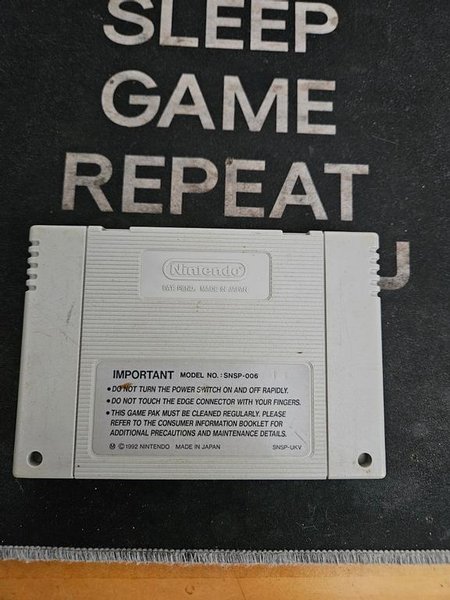 SLEEP
GAME
REPEAT
U
Nintendo
PAT. PEND. MADE IN JAPAN
IMPORTANT MODEL NO. : SNSP-006
• DO NOT TURN THE POWER SWITCH ON AND OFF RAPIDLY.
• DO NOT TOUCH THE EDGE CONNECTOR WITH YOUR FINGERS.
• THIS GAME PAK MUST BE CLEANED REGULARLY. PLEASE
REFER TO THE CONSUMER INFORMATION BOOKLET FOR
ADDITIONAL PRECAUTIONS AND MAINTENANCE DETAILS.
Ⓜ ©1992 NINTENDO MADE IN JAPAN SNSP-UKV